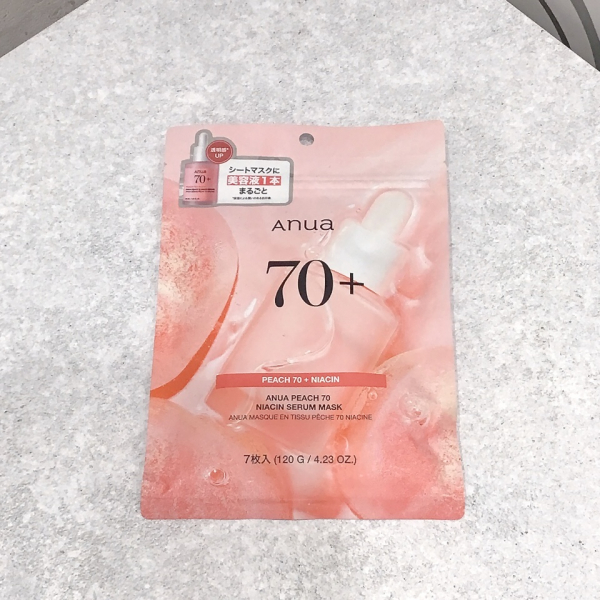 透明感*
UP
Anua
70+
シートマスクに
美容液1本
まるごと
Anua
70+
PEACH 70 + NIACIN
ANUA PEACH 70
NIACIN SERUM MASK
ANUA MASQUE EN TISSU PÊCHE 70 NIACINE
7枚入 (120 G / 4.23 OZ.)